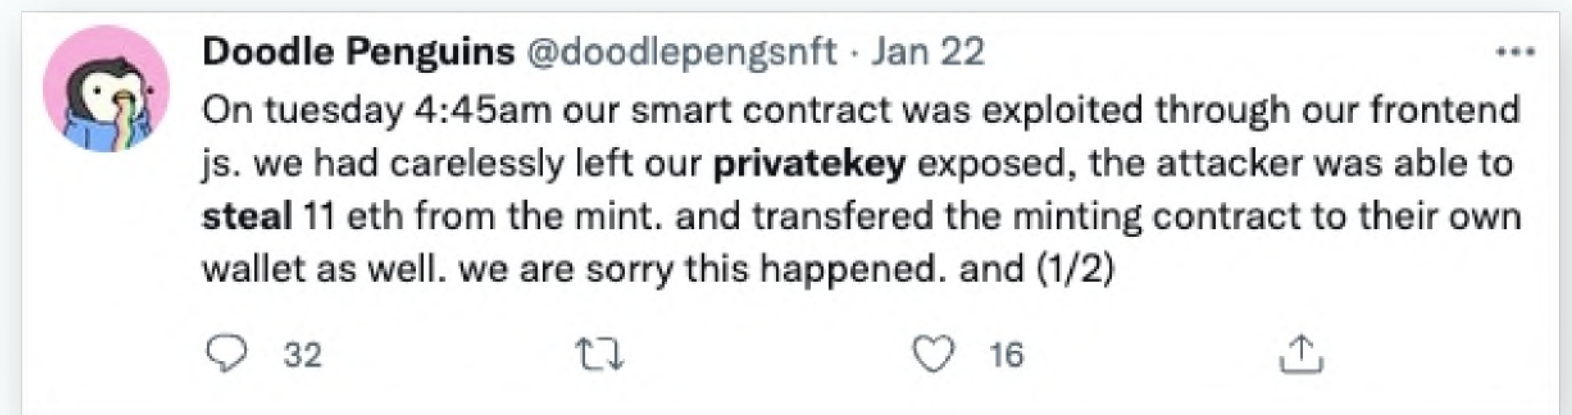 Doodle Penguins @doodlepengsnft · Jan 22
On tuesday 4:45am our smart contract was exploited through our frontend
js. we had carelessly left our privatekey exposed, the attacker was able to
steal 11 eth from the mint. and transfered the minting contract to their own
wallet as well. we are sorry this happened. and (1/2)
32 16